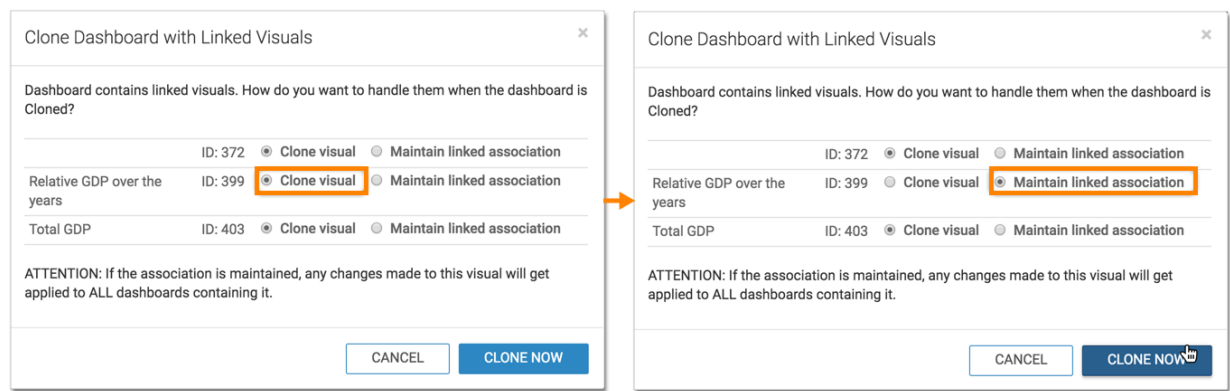 Clone Dashboard with Linked Visuals ×
Dashboard contains linked visuals. How do you want to handle them when the dashboard is
Cloned?
ID: 372 Clone visual Maintain linked association
Relative GDP over the ID: 399 Clone visual Maintain linked association
years
Total GDP ID: 403 Clone visual Maintain linked association
ATTENTION: If the association is maintained, any changes made to this visual will get
applied to ALL dashboards containing it.
CANCEL CLONE NOW
Clone Dashboard with Linked Visuals ×
Dashboard contains linked visuals. How do you want to handle them when the dashboard is
Cloned?
ID: 372 Clone visual Maintain linked association
Relative GDP over the ID: 399 Clone visual Maintain linked association
years
Total GDP ID: 403 Clone visual Maintain linked association
ATTENTION: If the association is maintained, any changes made to this visual will get
applied to ALL dashboards containing it.
CANCEL CLONE NOW